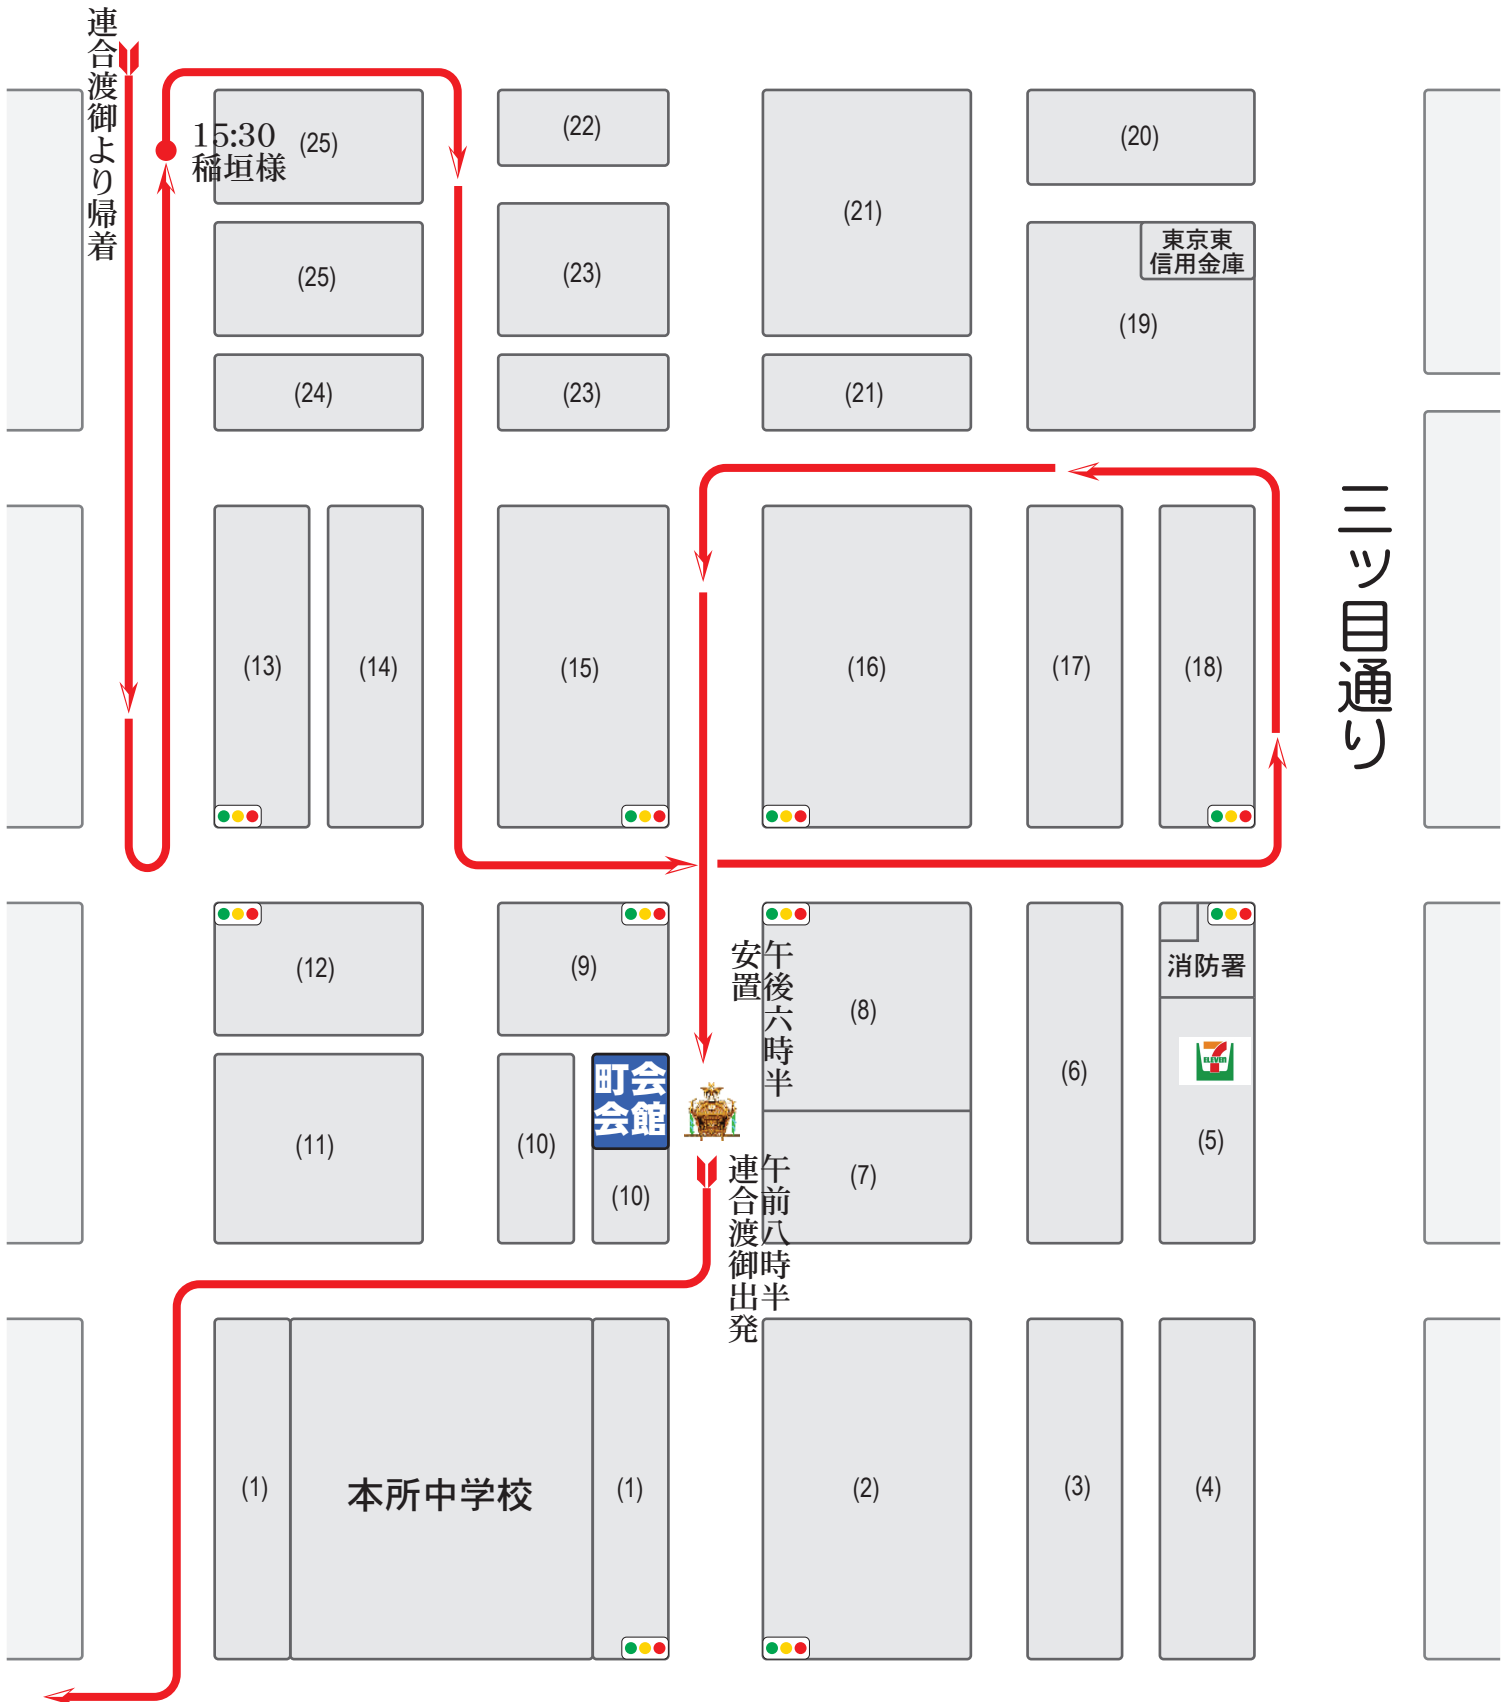 連合渡御より帰着
15:30
稲垣様
(25)
(22)
(20)
(21)
東京東
信用金庫
(25)
(23)
(19)
(24)
(23)
(21)
三ッ目通り
(13)
(14)
(15)
(16)
(17)
(18)
(12)
(9)
午後六時半
安置
(8)
消防署
(6)
7
ELEVEn
町会
会館
(11)
(10)
(10)
(7)
(5)
午前八時半
連合渡御出発
(1)
本所中学校
(1)
(2)
(3)
(4)